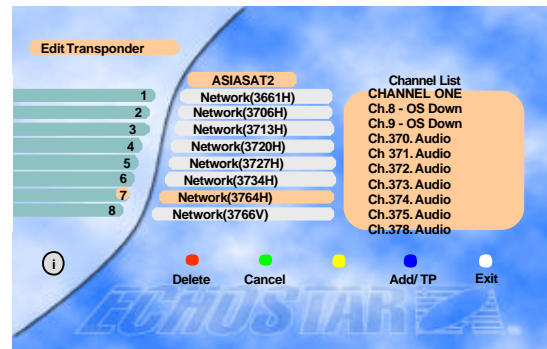 Edit Transponder
ASIASAT2
Channel List
1 Network(3661H)
2 Network(3706H)
3 Network(3713H)
4 Network(3720H)
5 Network(3727H)
6 Network(3734H)
7 Network(3764H)
8 Network(3766V)
CHANNEL ONE
Ch.8 - OS Down
Ch.9 - OS Down
Ch.370. Audio
Ch 371. Audio
Ch.372. Audio
Ch.373. Audio
Ch.374. Audio
Ch.375. Audio
Ch.378. Audio
i
Delete Cancel Add/ TP Exit
ECHOSTAR